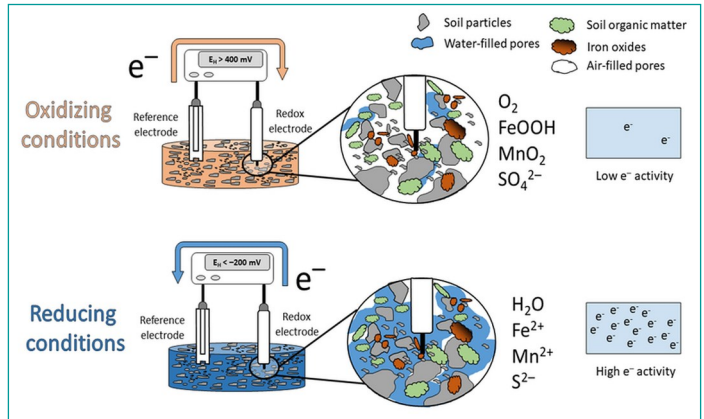 Soil particles
Soil organic matter
Water-filled pores
Iron oxides
Air-filled pores
Oxidizing
conditions
e⁻
E_H > 400 mV
Reference
electrode
Redox
electrode
O₂
FeOOH
MnO₂
SO₄²⁻
e⁻
e⁻
Low e⁻ activity
Reducing
conditions
E_H < −200 mV
e⁻
Reference
electrode
Redox
electrode
H₂O
Fe²⁺
Mn²⁺
S²⁻
e⁻ e⁻ e⁻ e⁻
e⁻ e⁻ e⁻ e⁻ e⁻
e⁻ e⁻ e⁻ e⁻
High e⁻ activity